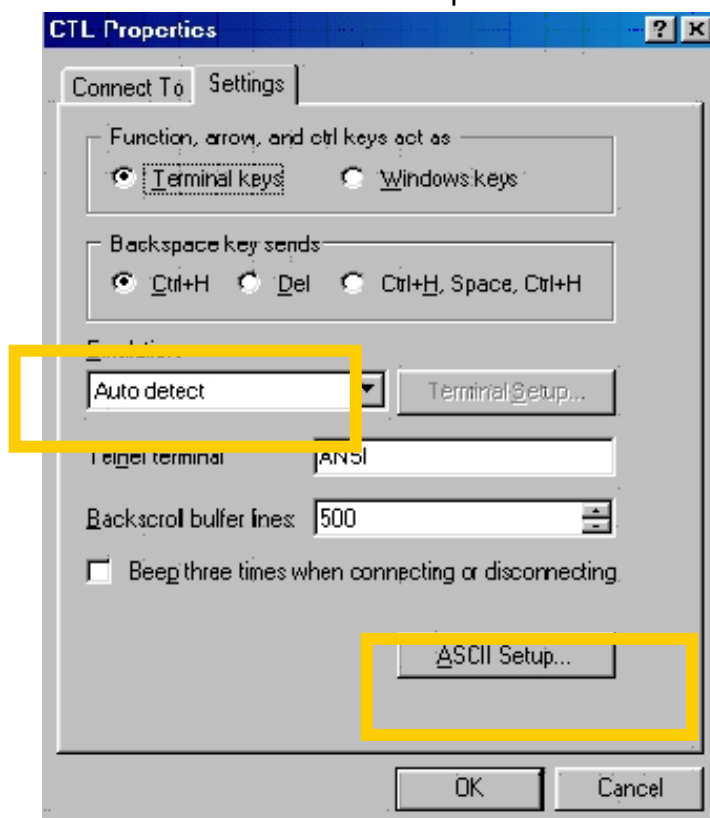 CTL Properties
Connect To Settings
Function, arrow, and ctrl keys act as
Terminal keys Windows keys
Backspace key sends
Ctrl+H Del Ctrl+H, Space, Ctrl+H
Auto detect Terminal Setup...
Telnet terminal ANSI
Backscroll buffer lines: 500
Beep three times when connecting or disconnecting
ASCII Setup...
OK Cancel